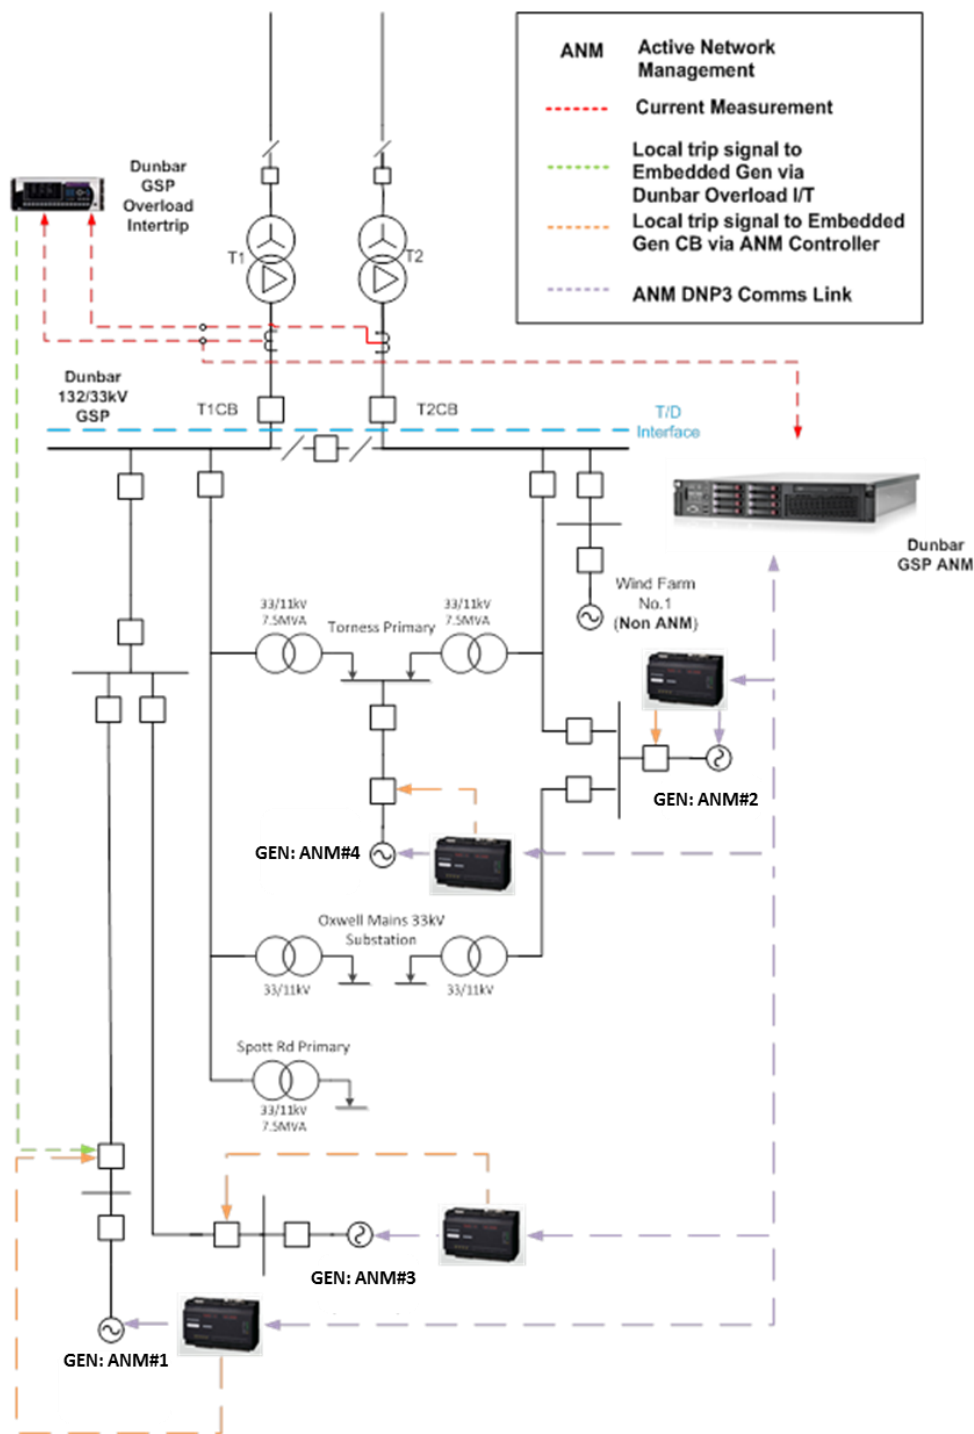 ANM
Active Network
Management
Current Measurement
Local trip signal to
Embedded Gen via
Dunbar Overload I/T
Local trip signal to Embedded
Gen CB via ANM Controller
ANM DNP3 Comms Link
Dunbar
GSP
Overload
Intertrip
T1
T2
Dunbar
132/33kV
GSP
T1CB
T2CB
T/D
Interface
Dunbar
GSP ANM
Wind Farm
No.1
(Non ANM)
33/11kV
7.5MVA
Torness Primary
33/11kV
7.5MVA
GEN: ANM#2
GEN: ANM#4
Oxwell Mains 33kV
Substation
33/11kV
33/11kV
Spott Rd Primary
33/11kV
7.5MVA
GEN: ANM#3
GEN: ANM#1